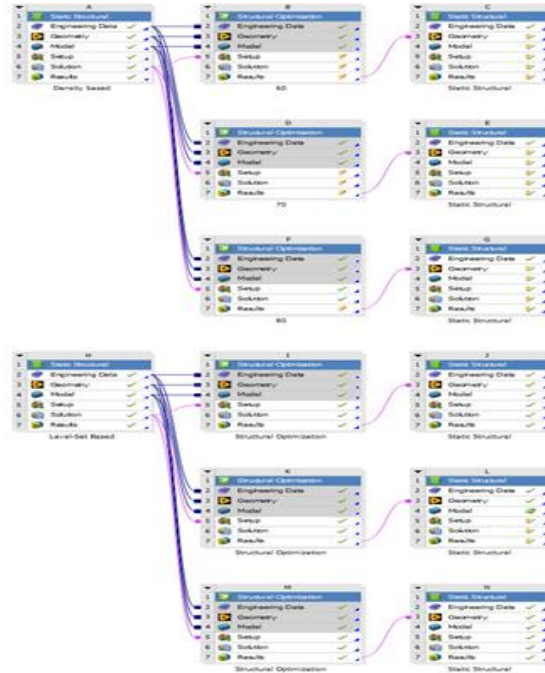 A
1 Static Structural
2 Engineering Data
3 Geometry
4 Model
5 Setup
6 Solution
7 Results
Density based
B
1 Structural Optimization
2 Engineering Data
3 Geometry
4 Model
5 Setup
6 Solution
7 Results
60
C
1 Static Structural
2 Engineering Data
3 Geometry
4 Model
5 Setup
6 Solution
7 Results
Static Structural
D
1 Structural Optimization
2 Engineering Data
3 Geometry
4 Model
5 Setup
6 Solution
7 Results
70
E
1 Static Structural
2 Engineering Data
3 Geometry
4 Model
5 Setup
6 Solution
7 Results
Static Structural
F
1 Structural Optimization
2 Engineering Data
3 Geometry
4 Model
5 Setup
6 Solution
7 Results
80
G
1 Static Structural
2 Engineering Data
3 Geometry
4 Model
5 Setup
6 Solution
7 Results
Static Structural
H
1 Static Structural
2 Engineering Data
3 Geometry
4 Model
5 Setup
6 Solution
7 Results
Level-Set Based
I
1 Structural Optimization
2 Engineering Data
3 Geometry
4 Model
5 Setup
6 Solution
7 Results
Structural Optimization
J
1 Static Structural
2 Engineering Data
3 Geometry
4 Model
5 Setup
6 Solution
7 Results
Static Structural
K
1 Structural Optimization
2 Engineering Data
3 Geometry
4 Model
5 Setup
6 Solution
7 Results
Structural Optimization
L
1 Static Structural
2 Engineering Data
3 Geometry
4 Model
5 Setup
6 Solution
7 Results
Static Structural
M
1 Structural Optimization
2 Engineering Data
3 Geometry
4 Model
5 Setup
6 Solution
7 Results
Structural Optimization
N
1 Static Structural
2 Engineering Data
3 Geometry
4 Model
5 Setup
6 Solution
7 Results
Static Structural